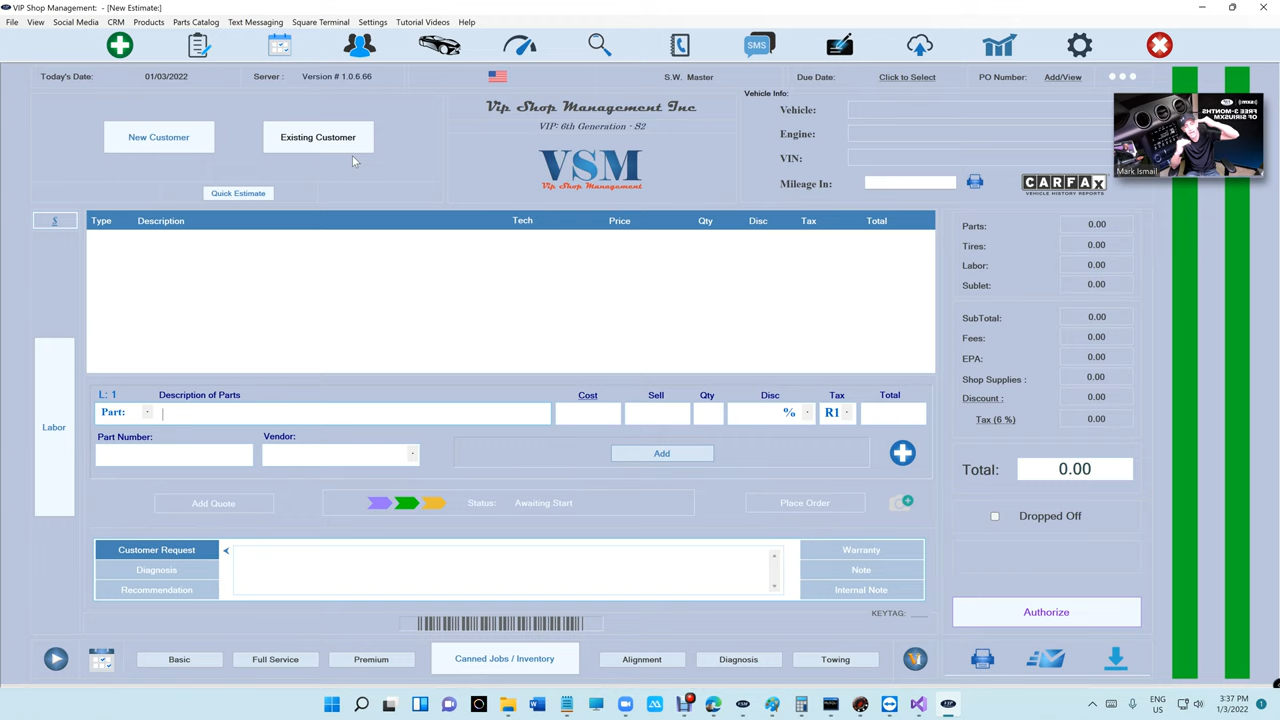 VIP Shop Management: - [New Estimate:]
File View Social Media CRM Products Parts Catalog Text Messaging Square Terminal Settings Tutorial Videos Help
SMS
Today's Date: 01/03/2022 Server : Version # 1.0.6.66 S.W. Master Due Date: Click to Select PO Number: Add/View
Vehicle Info:
New Customer Existing Customer
Quick Estimate
Vip Shop Management Inc
VIP: 6th Generation - S2
VSM
Vip Shop Management
Vehicle:
Engine:
VIN:
Mileage In:
CARFAX
VEHICLE HISTORY REPORTS
FREE 3-MONTHS
OF SIRIUSXM
Mark Ismail
$ Type Description Tech Price Qty Disc Tax Total
Labor
L: 1 Description of Parts Cost Sell Qty Disc Tax Total
Part: % R1
Part Number: Vendor:
Add
Add Quote Status: Awaiting Start Place Order
Customer Request
Diagnosis
Recommendation
Warranty
Note
Internal Note
KEYTAG:
Parts: 0.00
Tires: 0.00
Labor: 0.00
Sublet: 0.00
SubTotal: 0.00
Fees: 0.00
EPA: 0.00
Shop Supplies : 0.00
Discount : 0.00
Tax (6 %) 0.00
Total: 0.00
Dropped Off
Authorize
Basic Full Service Premium Canned Jobs / Inventory Alignment Diagnosis Towing
ENG
US
3:37 PM
1/3/2022